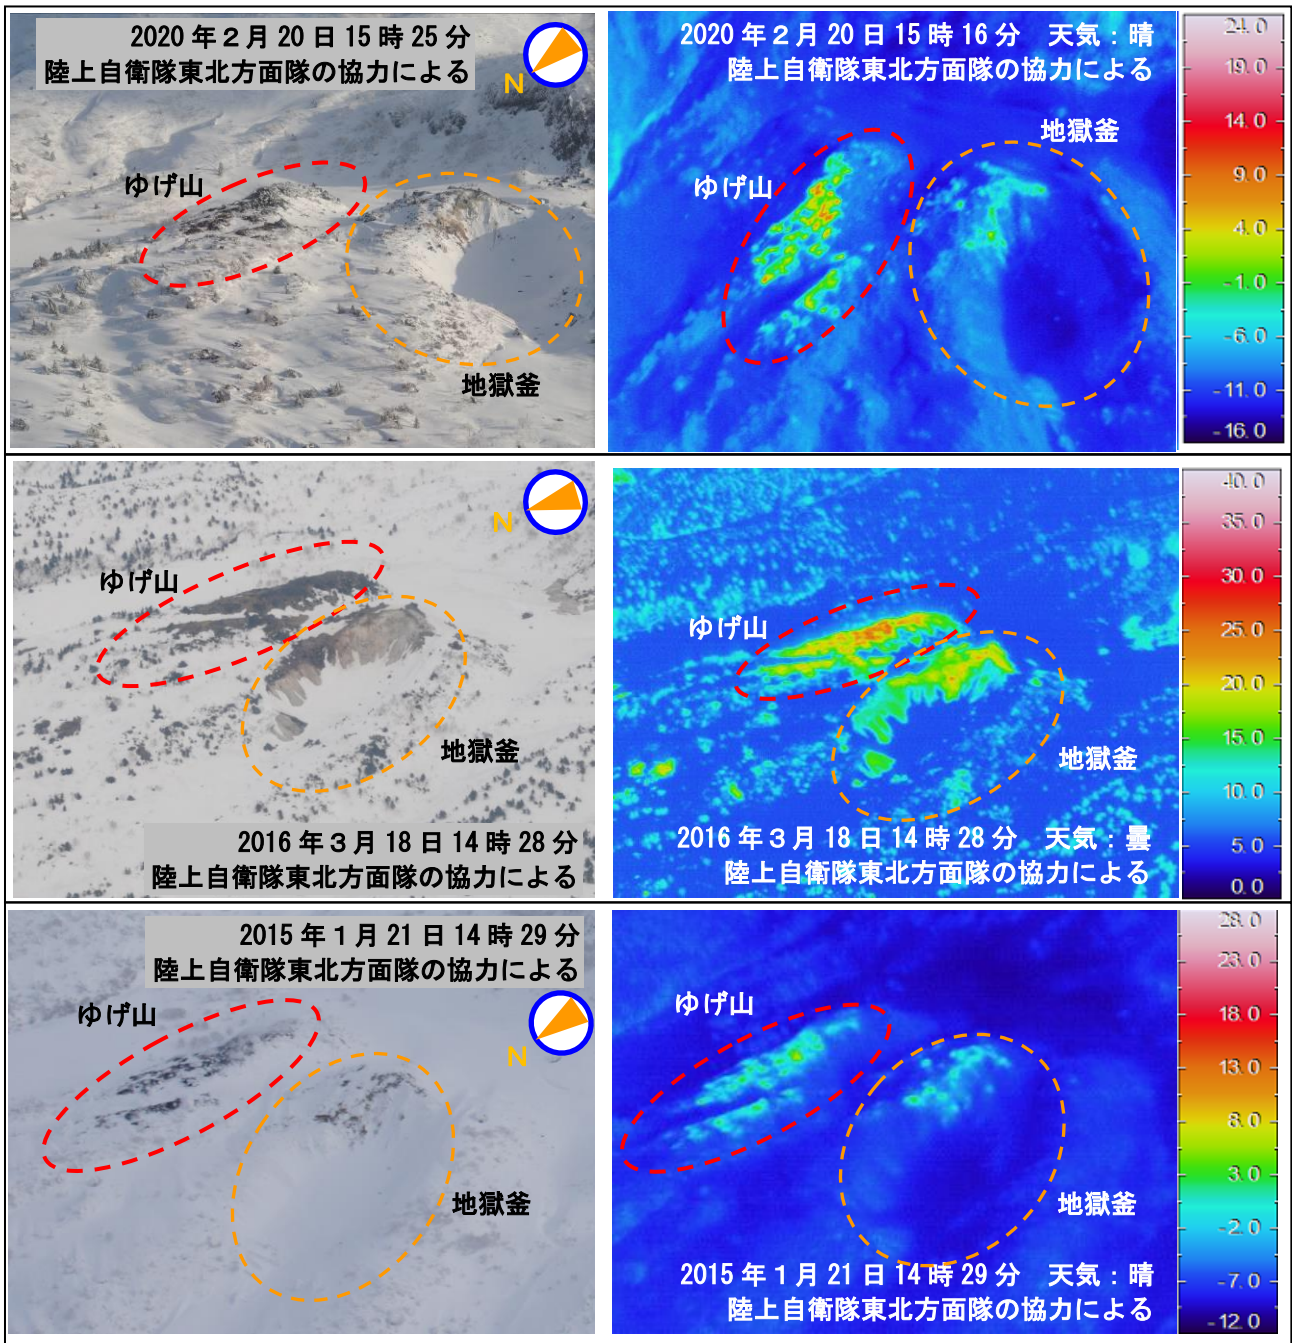 2020年2月20日15時25分
陸上自衛隊東北方面隊の協力による
N
ゆげ山
地獄釜
2020年2月20日15時16分　天気：晴
陸上自衛隊東北方面隊の協力による
地獄釜
ゆげ山
24.0
19.0
14.0
9.0
4.0
-1.0
-6.0
-11.0
-16.0
N
ゆげ山
地獄釜
2016年3月18日14時28分
陸上自衛隊東北方面隊の協力による
ゆげ山
地獄釜
2016年3月18日14時28分　天気：曇
陸上自衛隊東北方面隊の協力による
40.0
35.0
30.0
25.0
20.0
15.0
10.0
5.0
0.0
2015年1月21日14時29分
陸上自衛隊東北方面隊の協力による
ゆげ山
N
地獄釜
ゆげ山
地獄釜
2015年1月21日14時29分　天気：晴
陸上自衛隊東北方面隊の協力による
28.0
23.0
18.0
13.0
8.0
3.0
-2.0
-7.0
-12.0